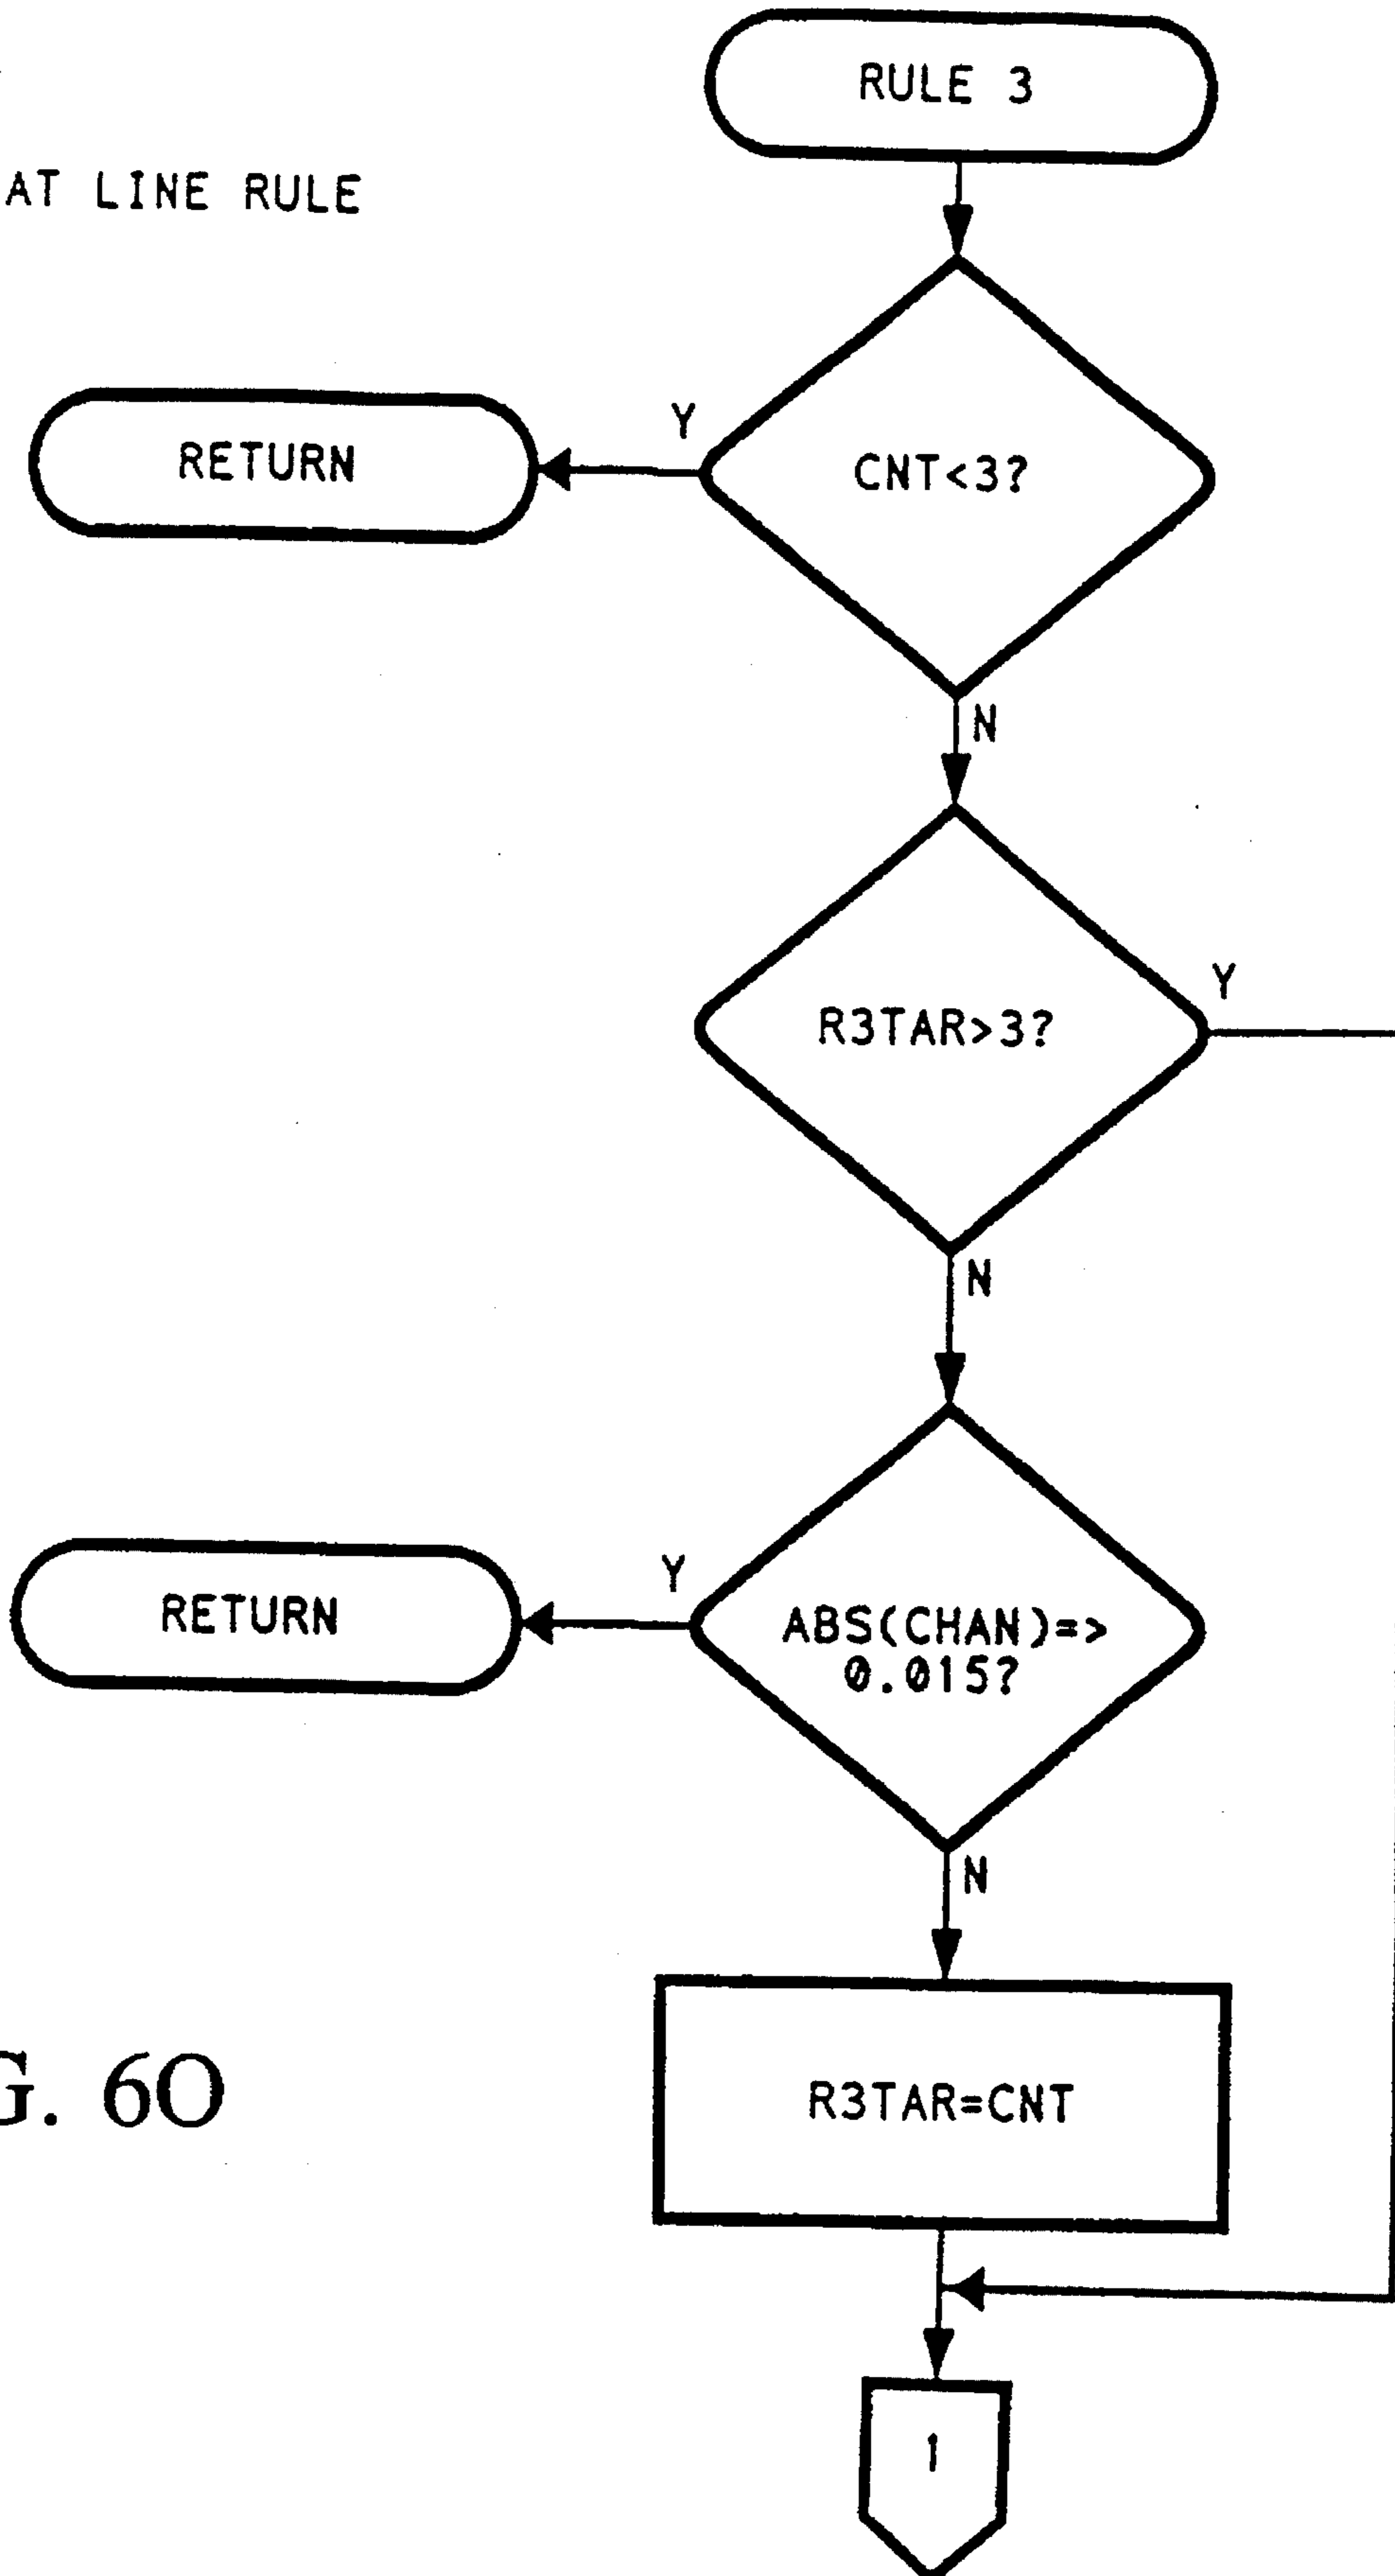 RULE 3
AT LINE RULE
Y
RETURN
CNT<3?
N
Y
R3TAR>3?
N
Y
RETURN
ABS(CHAN)=>
0.015?
N
R3TAR=CNT
G. 6O
1